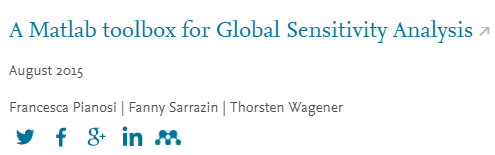 A Matlab toolbox for Global Sensitivity Analysis
August 2015
Francesca Pianosi | Fanny Sarrazin | Thorsten Wagener